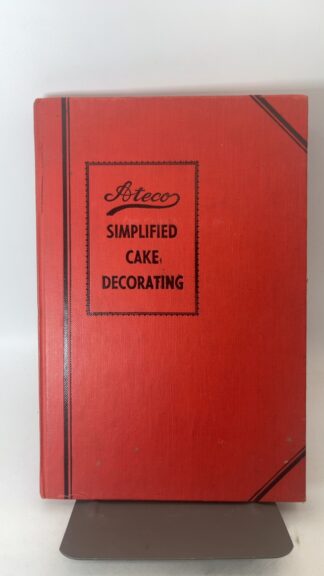 Ateco
SIMPLIFIED
CAKE
DECORATING